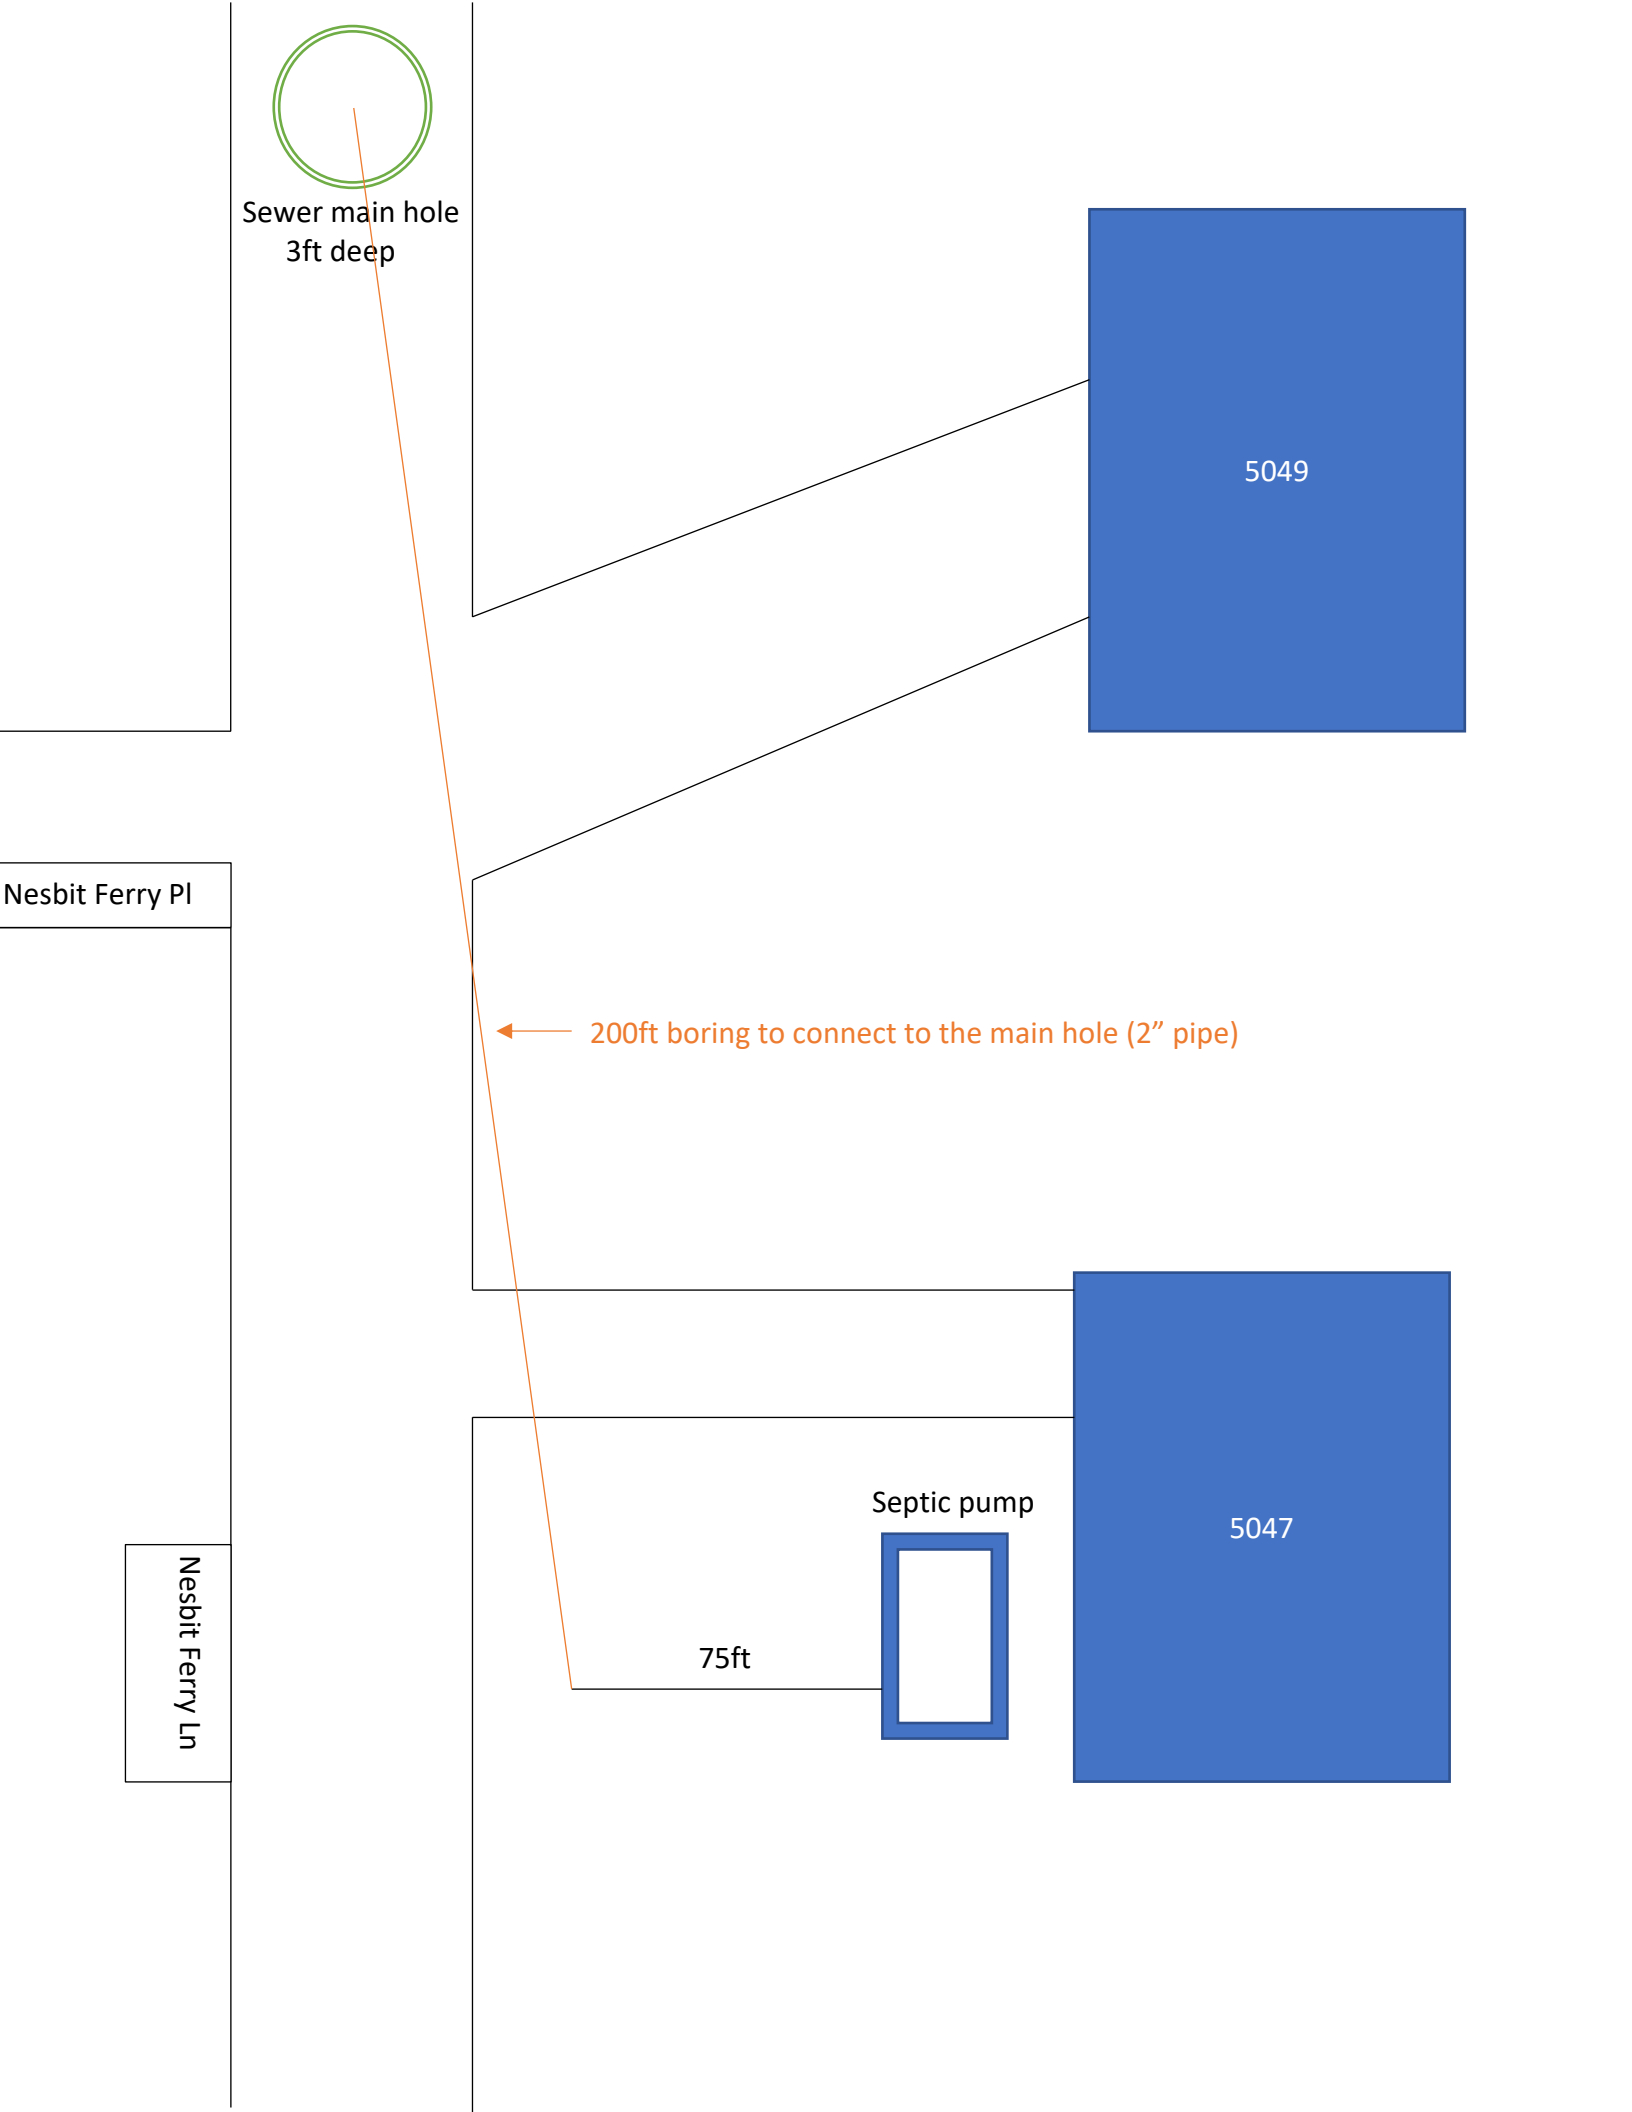 Sewer main hole
3ft deep
5049
Nesbit Ferry Pl
200ft boring to connect to the main hole (2” pipe)
Septic pump
5047
Nesbit Ferry Ln
75ft